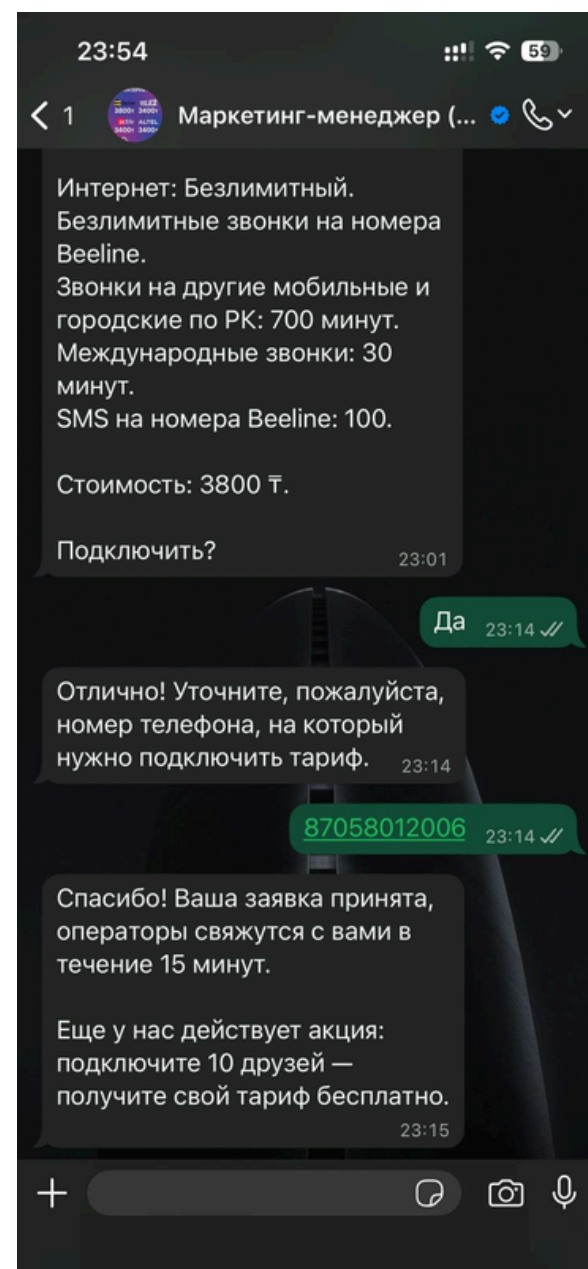 23:54
59
1
Маркетинг-менеджер (...
Интернет: Безлимитный.
Безлимитные звонки на номера
Beeline.
Звонки на другие мобильные и
городские по РК: 700 минут.
Международные звонки: 30
минут.
SMS на номера Beeline: 100.
Стоимость: 3800 ₸.
Подключить?
23:01
Да 23:14
Отлично! Уточните, пожалуйста,
номер телефона, на который
нужно подключить тариф. 23:14
87058012006 23:14
Спасибо! Ваша заявка принята,
операторы свяжутся с вами в
течение 15 минут.
Еще у нас действует акция:
подключите 10 друзей —
получите свой тариф бесплатно.
23:15